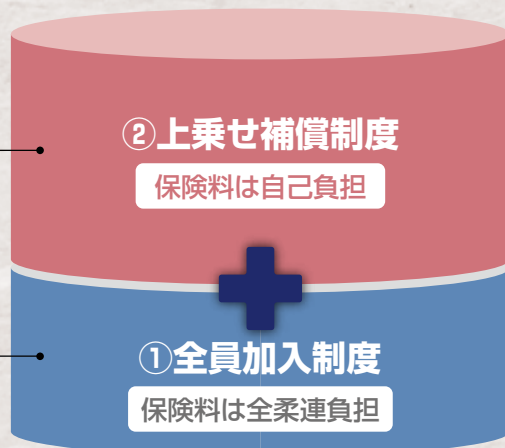 ②上乗せ補償制度
保険料は自己負担
①全員加入制度
保険料は全柔連負担